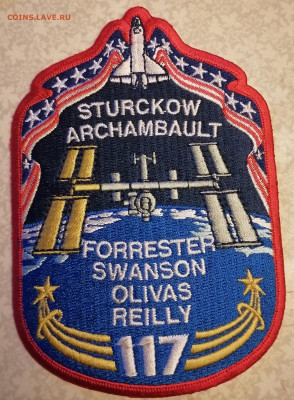 COINS.LAVE.RU
STURCKOW
ARCHAMBAULT
FORRESTER
SWANSON
OLIVAS
REILLY
117